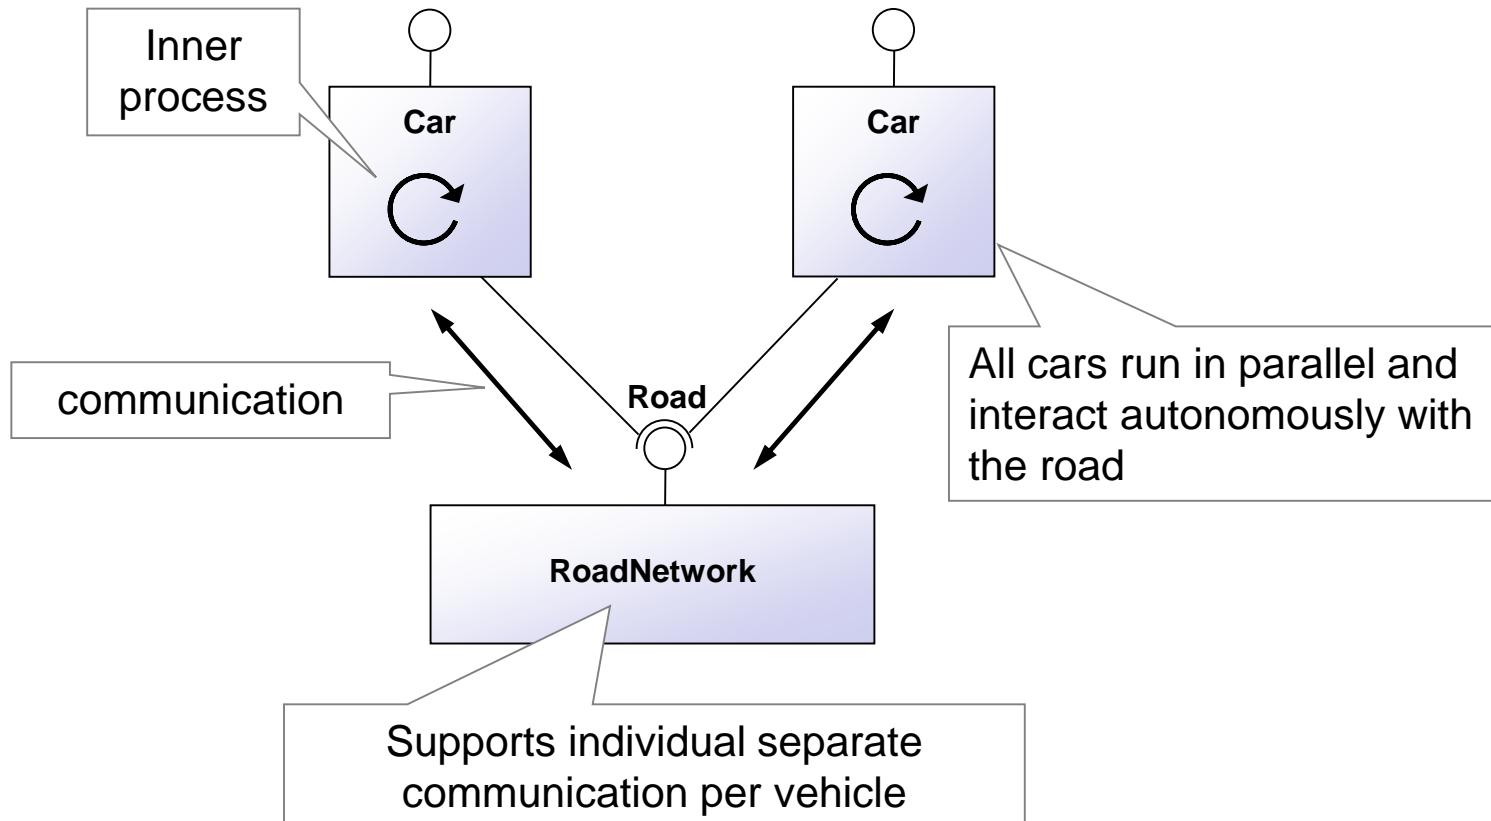 Inner
process
Car
Car
communication
Road
All cars run in parallel and
interact autonomously with
the road
RoadNetwork
Supports individual separate
communication per vehicle